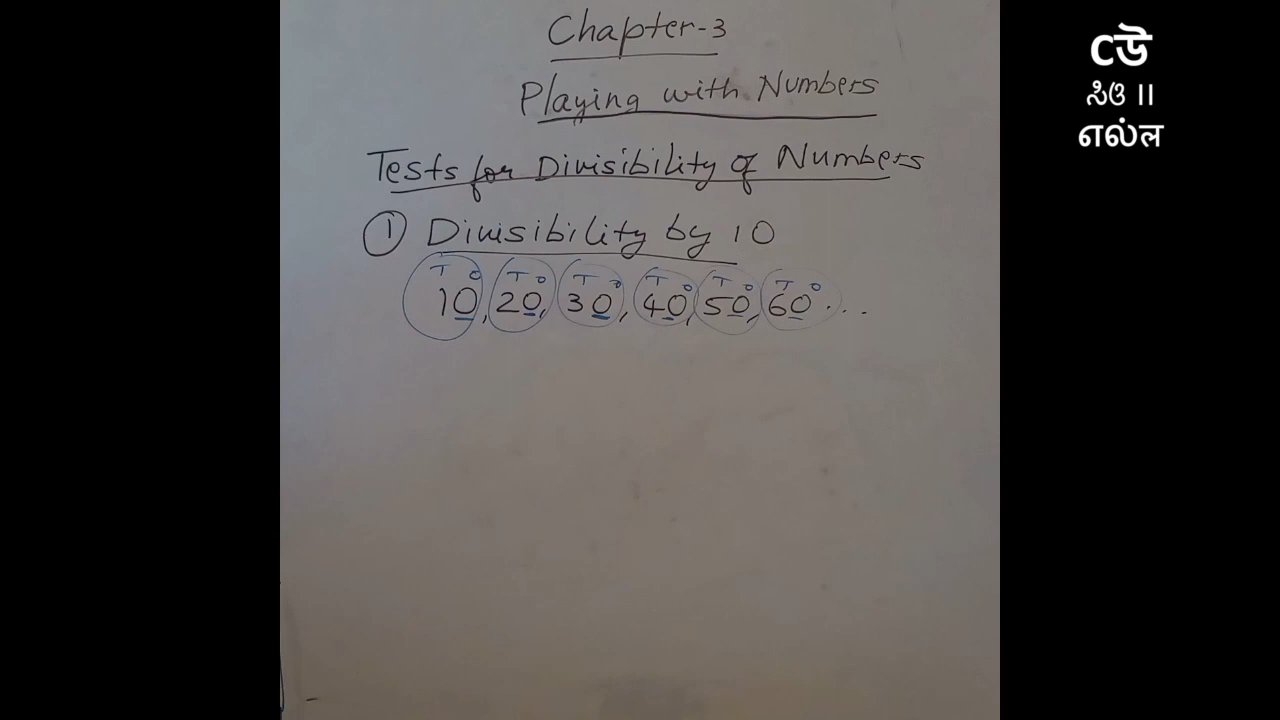 Chapter-3
Playing with Numbers
Tests for Divisibility of Numbers
① Divisibility by 10
T O T O T O T O T O T O
10, 20, 30, 40, 50, 60 . . .
cউ
ಸಿଓ ॥
எல்ल